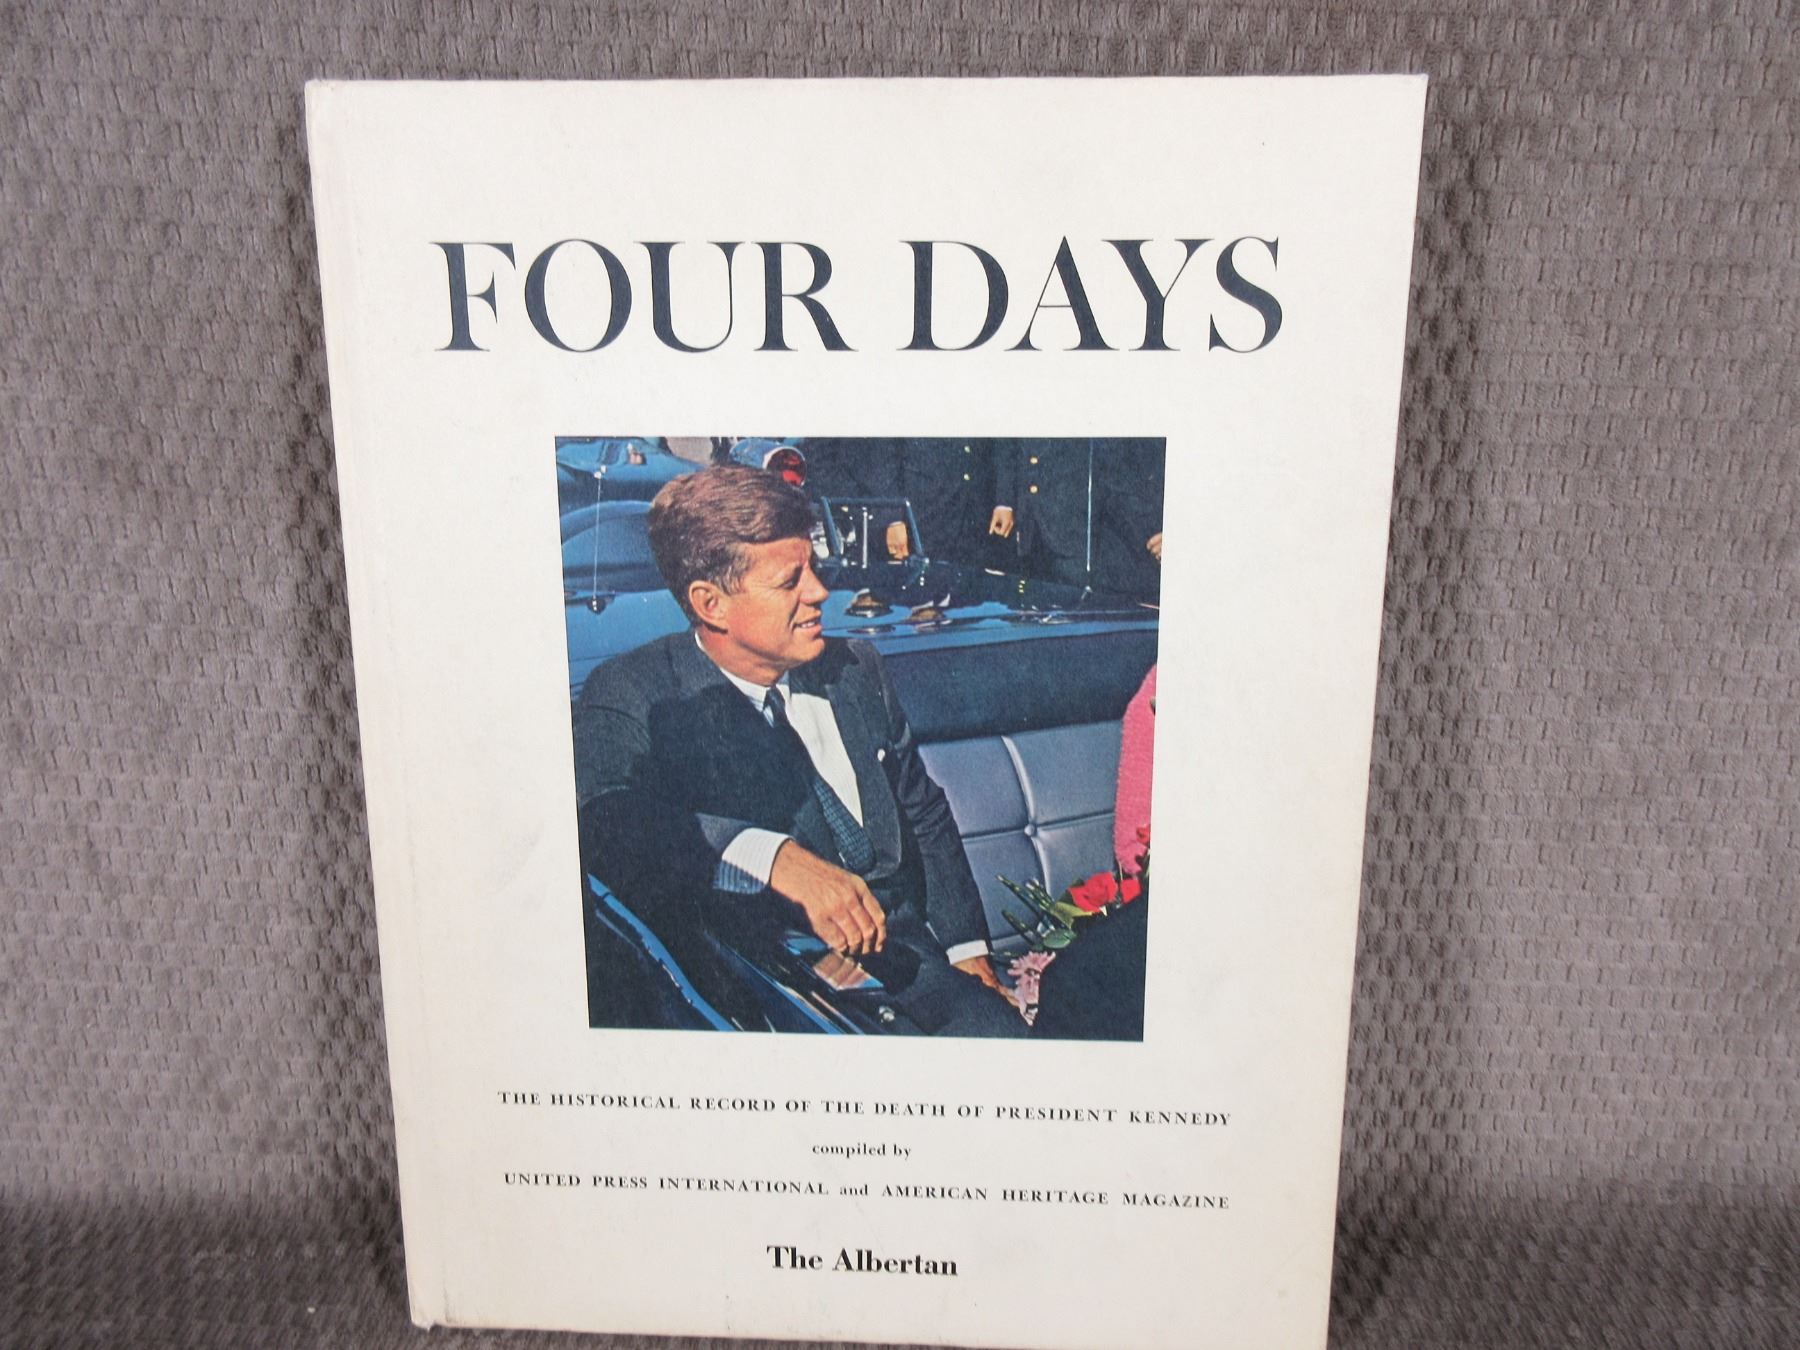 FOUR DAYS
THE HISTORICAL RECORD OF THE DEATH OF PRESIDENT KENNEDY
compiled by
UNITED PRESS INTERNATIONAL and AMERICAN HERITAGE MAGAZINE
The Albertan